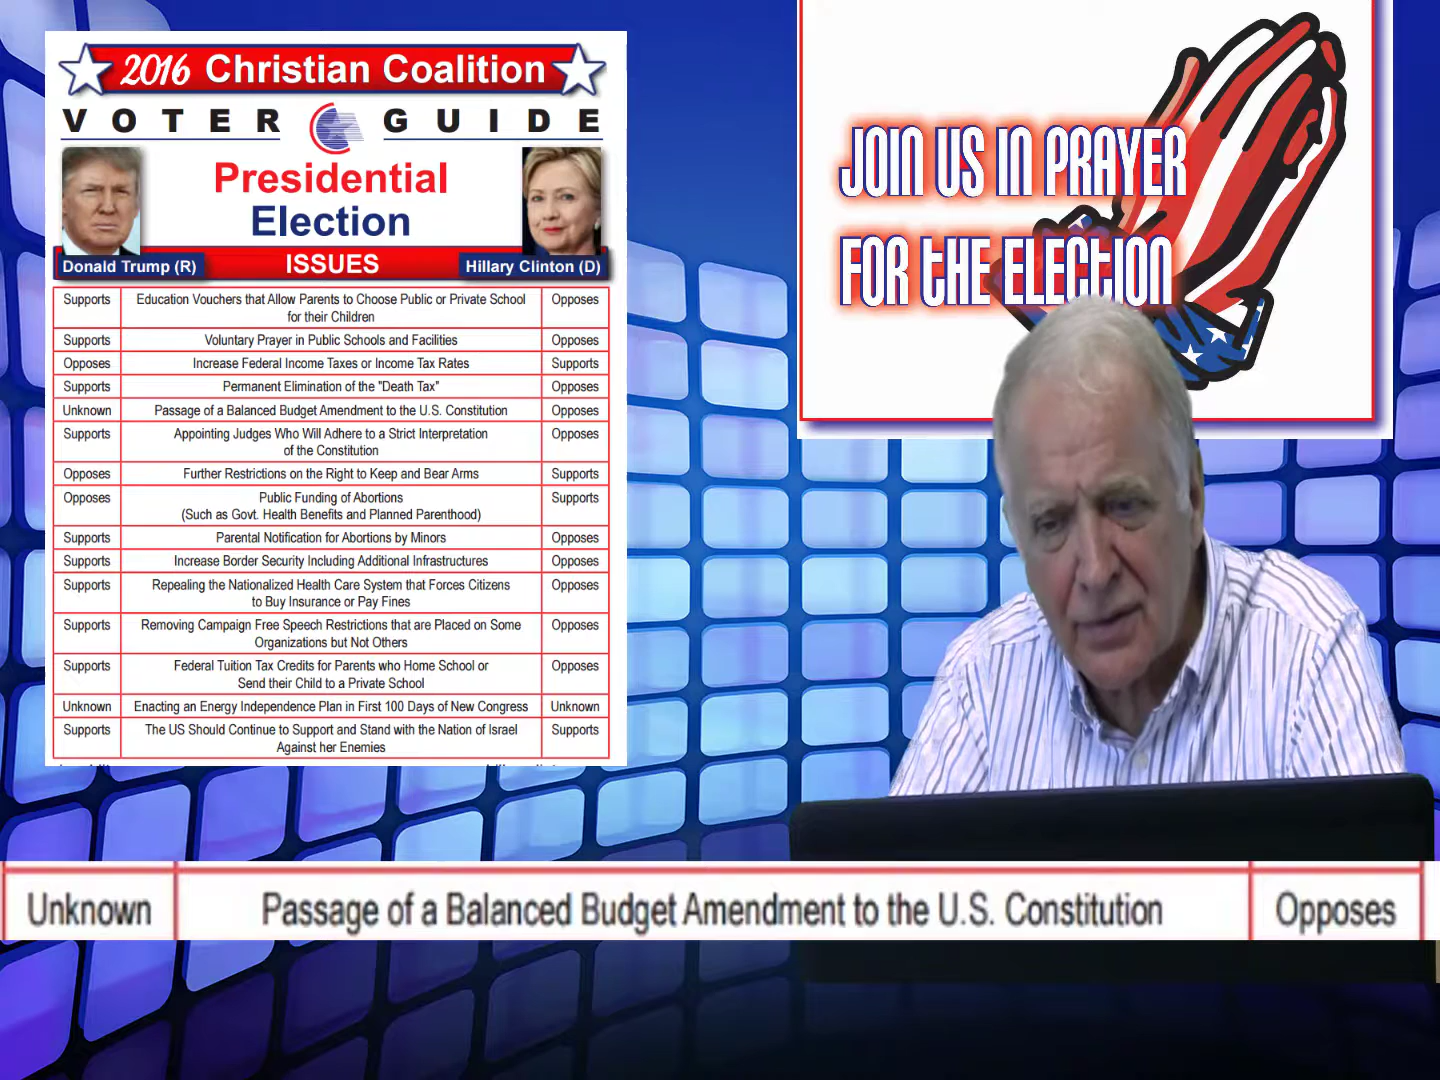 2016 Christian Coalition
VOTER GUIDE
Presidential
Election
Donald Trump (R) ISSUES Hillary Clinton (D)
Supports Education Vouchers that Allow Parents to Choose Public or Private School Opposes
for their Children
Supports Voluntary Prayer in Public Schools and Facilities Opposes
Opposes Increase Federal Income Taxes or Income Tax Rates Supports
Supports Permanent Elimination of the "Death Tax" Opposes
Unknown Passage of a Balanced Budget Amendment to the U.S. Constitution Opposes
Supports Appointing Judges Who Will Adhere to a Strict Interpretation Opposes
of the Constitution
Opposes Further Restrictions on the Right to Keep and Bear Arms Supports
Opposes Public Funding of Abortions Supports
(Such as Govt. Health Benefits and Planned Parenthood)
Supports Parental Notification for Abortions by Minors Opposes
Supports Increase Border Security Including Additional Infrastructures Opposes
Supports Repealing the Nationalized Health Care System that Forces Citizens Opposes
to Buy Insurance or Pay Fines
Supports Removing Campaign Free Speech Restrictions that are Placed on Some Opposes
Organizations but Not Others
Supports Federal Tuition Tax Credits for Parents who Home School or Opposes
Send their Child to a Private School
Unknown Enacting an Energy Independence Plan in First 100 Days of New Congress Unknown
Supports The US Should Continue to Support and Stand with the Nation of Israel Supports
Against her Enemies
JOIN US IN PRAYER
FOR tHE ELECtION
Unknown Passage of a Balanced Budget Amendment to the U.S. Constitution Opposes